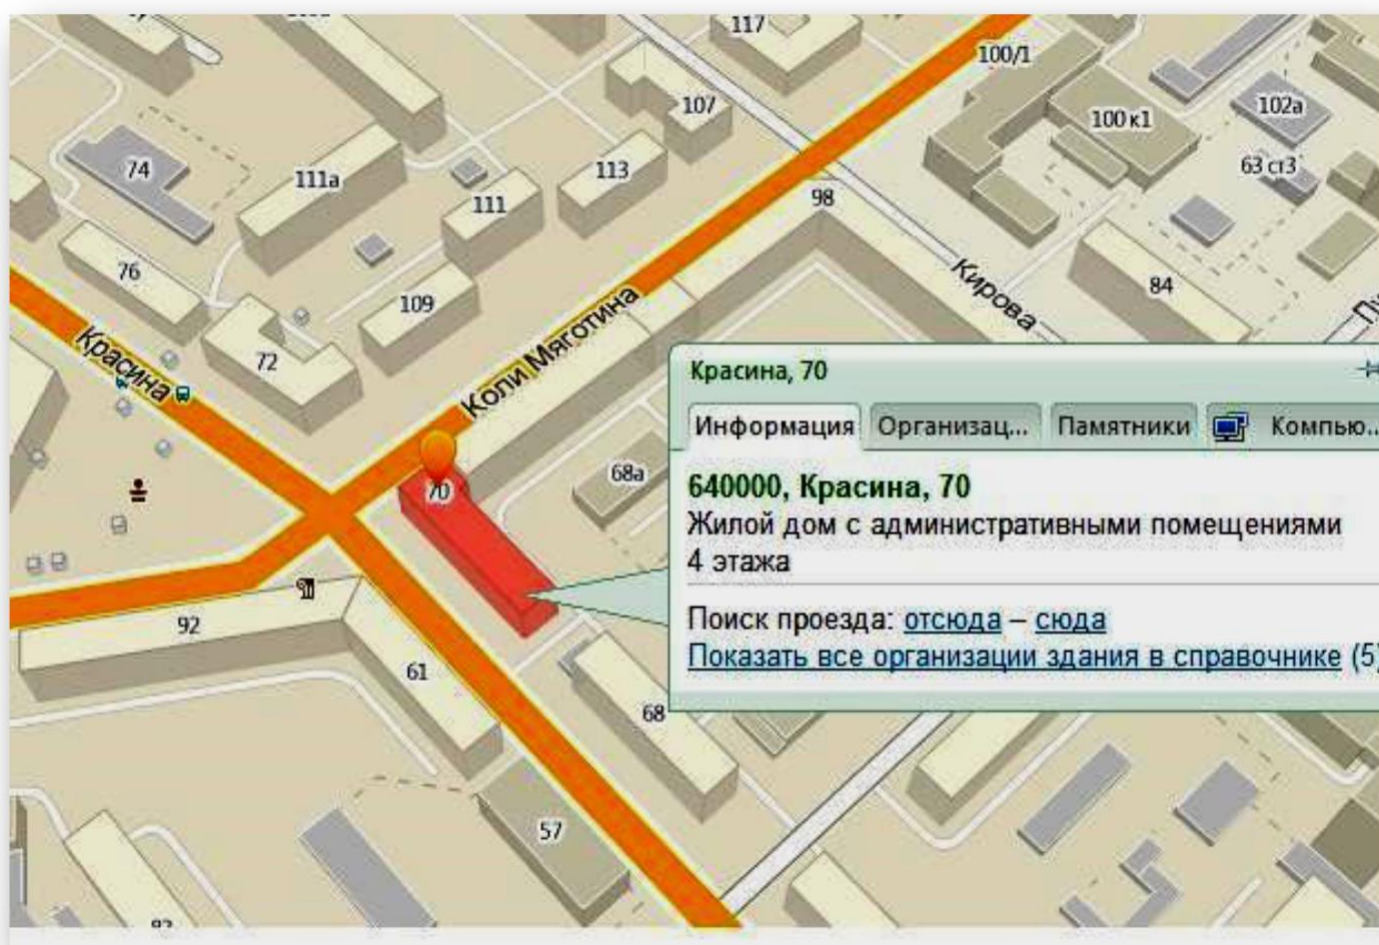 117
100/1
107
100 к1
102а
74
111а
113
63 ст3
111
98
76
109
Кирова
84
Красина
72
Коли Мяготина
Красина, 70
Информация Организац... Памятники Компью...
70
68а
640000, Красина, 70
Жилой дом с административными помещениями
4 этажа
Поиск проезда: отсюда – сюда
Показать все организации здания в справочнике (5)
92
61
68
57